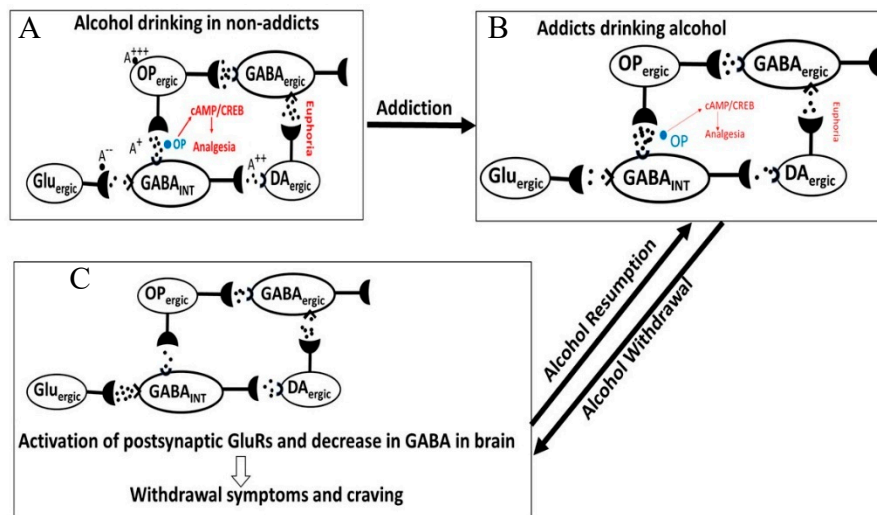 A
Alcohol drinking in non-addicts
A+++
OPergic
GABAergic
cAMP/CREB
OP
Analgesia
Euphoria
A--
A+
A++
Gluergic
GABAINT
DAergic
Addiction
B
Addicts drinking alcohol
OPergic
GABAergic
cAMP/CREB
OP
Analgesia
Euphoria
Gluergic
GABAINT
DAergic
Alcohol Resumption
Alcohol Withdrawal
C
OPergic
GABAergic
Gluergic
GABAINT
DAergic
Activation of postsynaptic GluRs and decrease in GABA in brain
Withdrawal symptoms and craving